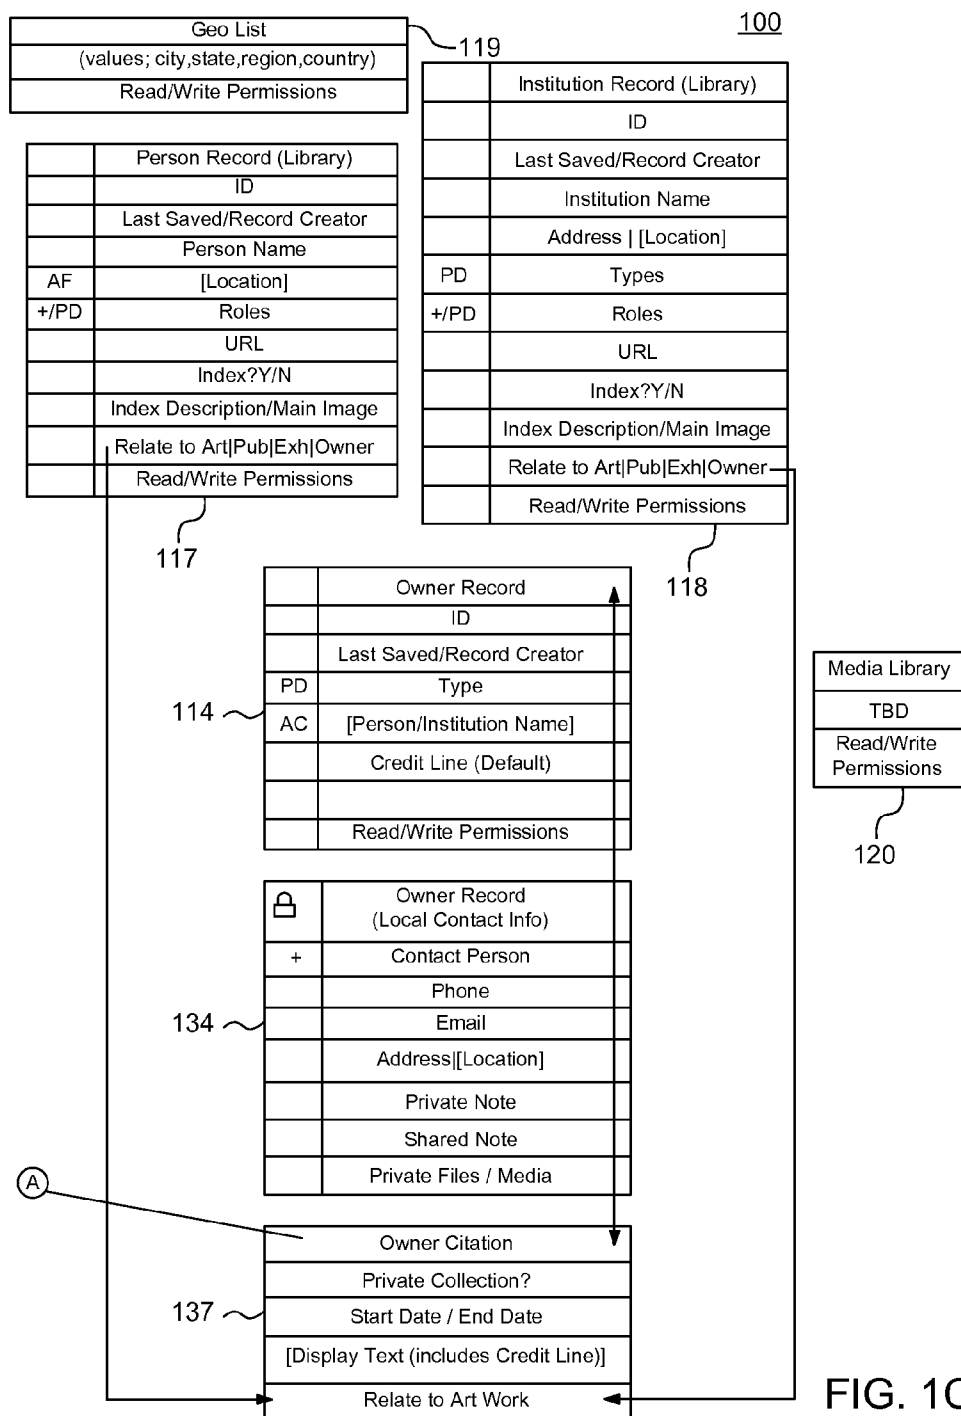 100
Geo List
(values; city,state,region,country)
Read/Write Permissions
119
Person Record (Library)
ID
Last Saved/Record Creator
Person Name
AF [Location]
+/PD Roles
URL
Index?Y/N
Index Description/Main Image
Relate to Art|Pub|Exh|Owner
Read/Write Permissions
117
Institution Record (Library)
ID
Last Saved/Record Creator
Institution Name
Address | [Location]
PD Types
+/PD Roles
URL
Index?Y/N
Index Description/Main Image
Relate to Art|Pub|Exh|Owner
Read/Write Permissions
118
Owner Record
ID
Last Saved/Record Creator
PD Type
114
AC [Person/Institution Name]
Credit Line (Default)
Read/Write Permissions
Media Library
TBD
Read/Write
Permissions
120
Owner Record
(Local Contact Info)
+ Contact Person
Phone
134
Email
Address|[Location]
Private Note
Shared Note
Private Files / Media
A
Owner Citation
Private Collection?
137
Start Date / End Date
[Display Text (includes Credit Line)]
Relate to Art Work
FIG. 1C